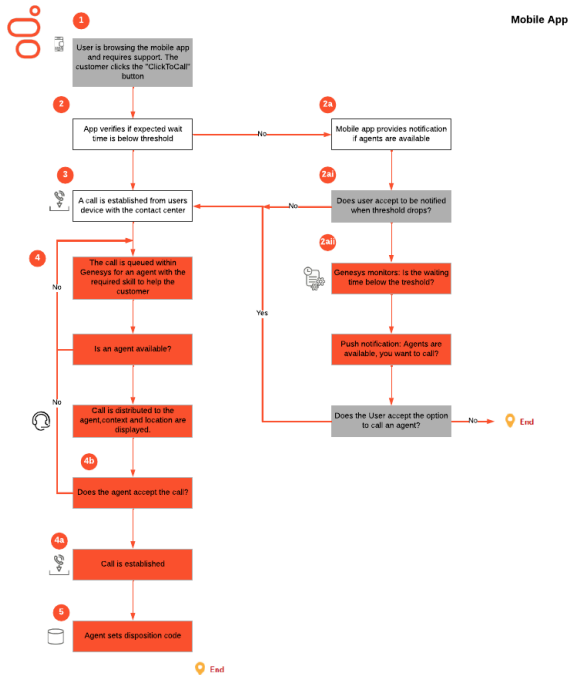 Mobile App
1
User is browsing the mobile app
and requires support. The
customer clicks the "ClickToCall"
button
2
App verifies if expected wait
time is below threshold
No
2a
Mobile app provides notification
if agents are available
3
A call is established from users
device with the contact center
2ai
Does user accept to be notified
when threshold drops?
No
4
The call is queued within
Genesys for an agent with the
required skill to help the
customer
No
2aii
Genesys monitors: Is the waiting
time below the treshold?
Yes
Is an agent available?
Push notification: Agents are
available, you want to call?
No
Call is distributed to the
agent,context and location are
displayed.
Does the User accept the option
to call an agent?
No
End
4b
Does the agent accept the call?
4a
Call is established
5
Agent sets disposition code
End